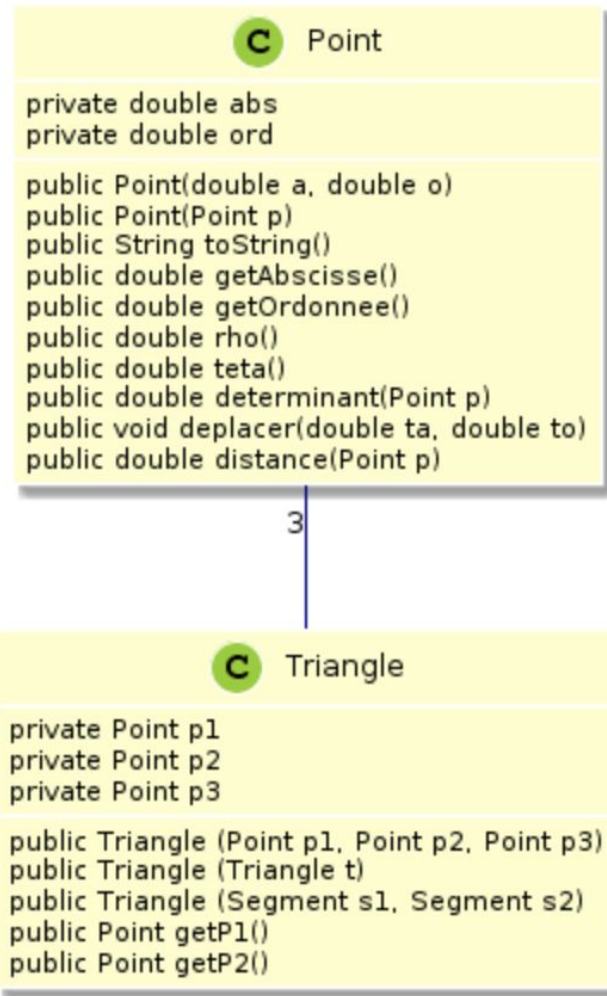 C Point
private double abs
private double ord
public Point(double a, double o)
public Point(Point p)
public String toString()
public double getAbscisse()
public double getOrdonnee()
public double rho()
public double teta()
public double determinant(Point p)
public void deplacer(double ta, double to)
public double distance(Point p)
3
C Triangle
private Point p1
private Point p2
private Point p3
public Triangle (Point p1, Point p2, Point p3)
public Triangle (Triangle t)
public Triangle (Segment s1, Segment s2)
public Point getP1()
public Point getP2()